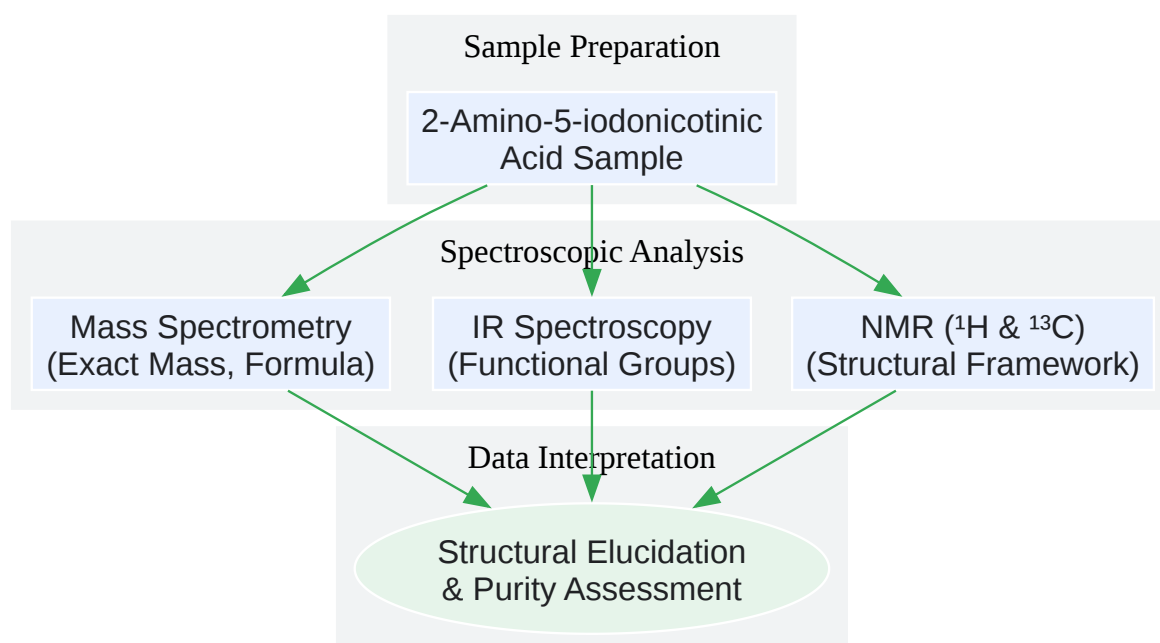 Sample Preparation
2-Amino-5-iodonicotinic
Acid Sample
Spectroscopic Analysis
Mass Spectrometry
(Exact Mass, Formula)
IR Spectroscopy
(Functional Groups)
NMR (¹H & ¹³C)
(Structural Framework)
Data Interpretation
Structural Elucidation
& Purity Assessment